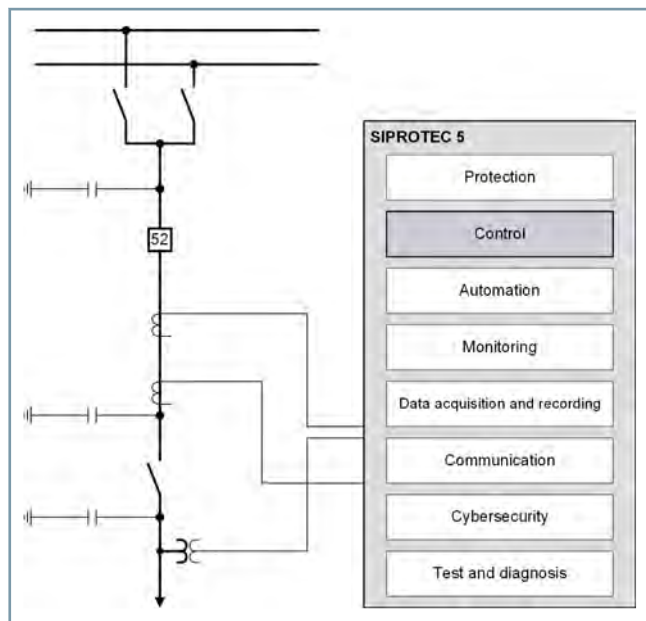 SIPROTEC 5
Protection
52
Control
Automation
Monitoring
Data acquisition and recording
Communication
Cybersecurity
Test and diagnosis